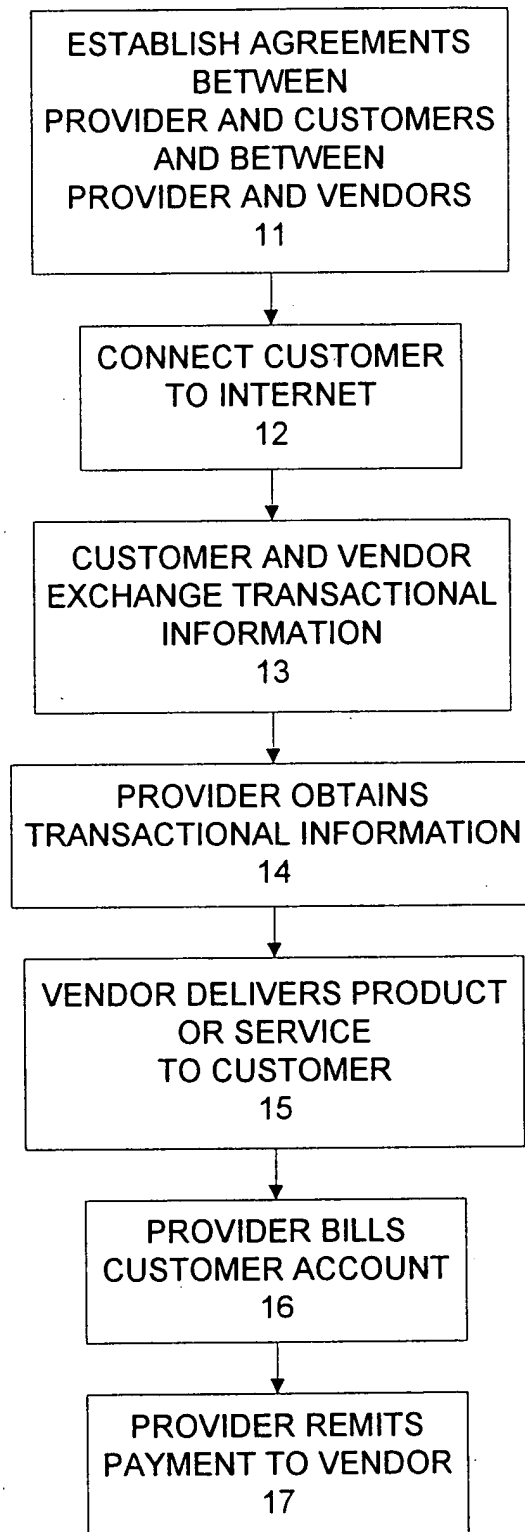 ESTABLISH AGREEMENTS
BETWEEN
PROVIDER AND CUSTOMERS
AND BETWEEN
PROVIDER AND VENDORS
11
CONNECT CUSTOMER
TO INTERNET
12
CUSTOMER AND VENDOR
EXCHANGE TRANSACTIONAL
INFORMATION
13
PROVIDER OBTAINS
TRANSACTIONAL INFORMATION
14
VENDOR DELIVERS PRODUCT
OR SERVICE
TO CUSTOMER
15
PROVIDER BILLS
CUSTOMER ACCOUNT
16
PROVIDER REMITS
PAYMENT TO VENDOR
17